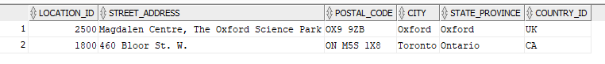 LOCATION_ID STREET_ADDRESS POSTAL_CODE CITY STATE_PROVINCE COUNTRY_ID
1 2500 Magdalen Centre, The Oxford Science Park OX9 9ZB Oxford Oxford UK
2 1800 460 Bloor St. W. ON M5S 1X8 Toronto Ontario CA